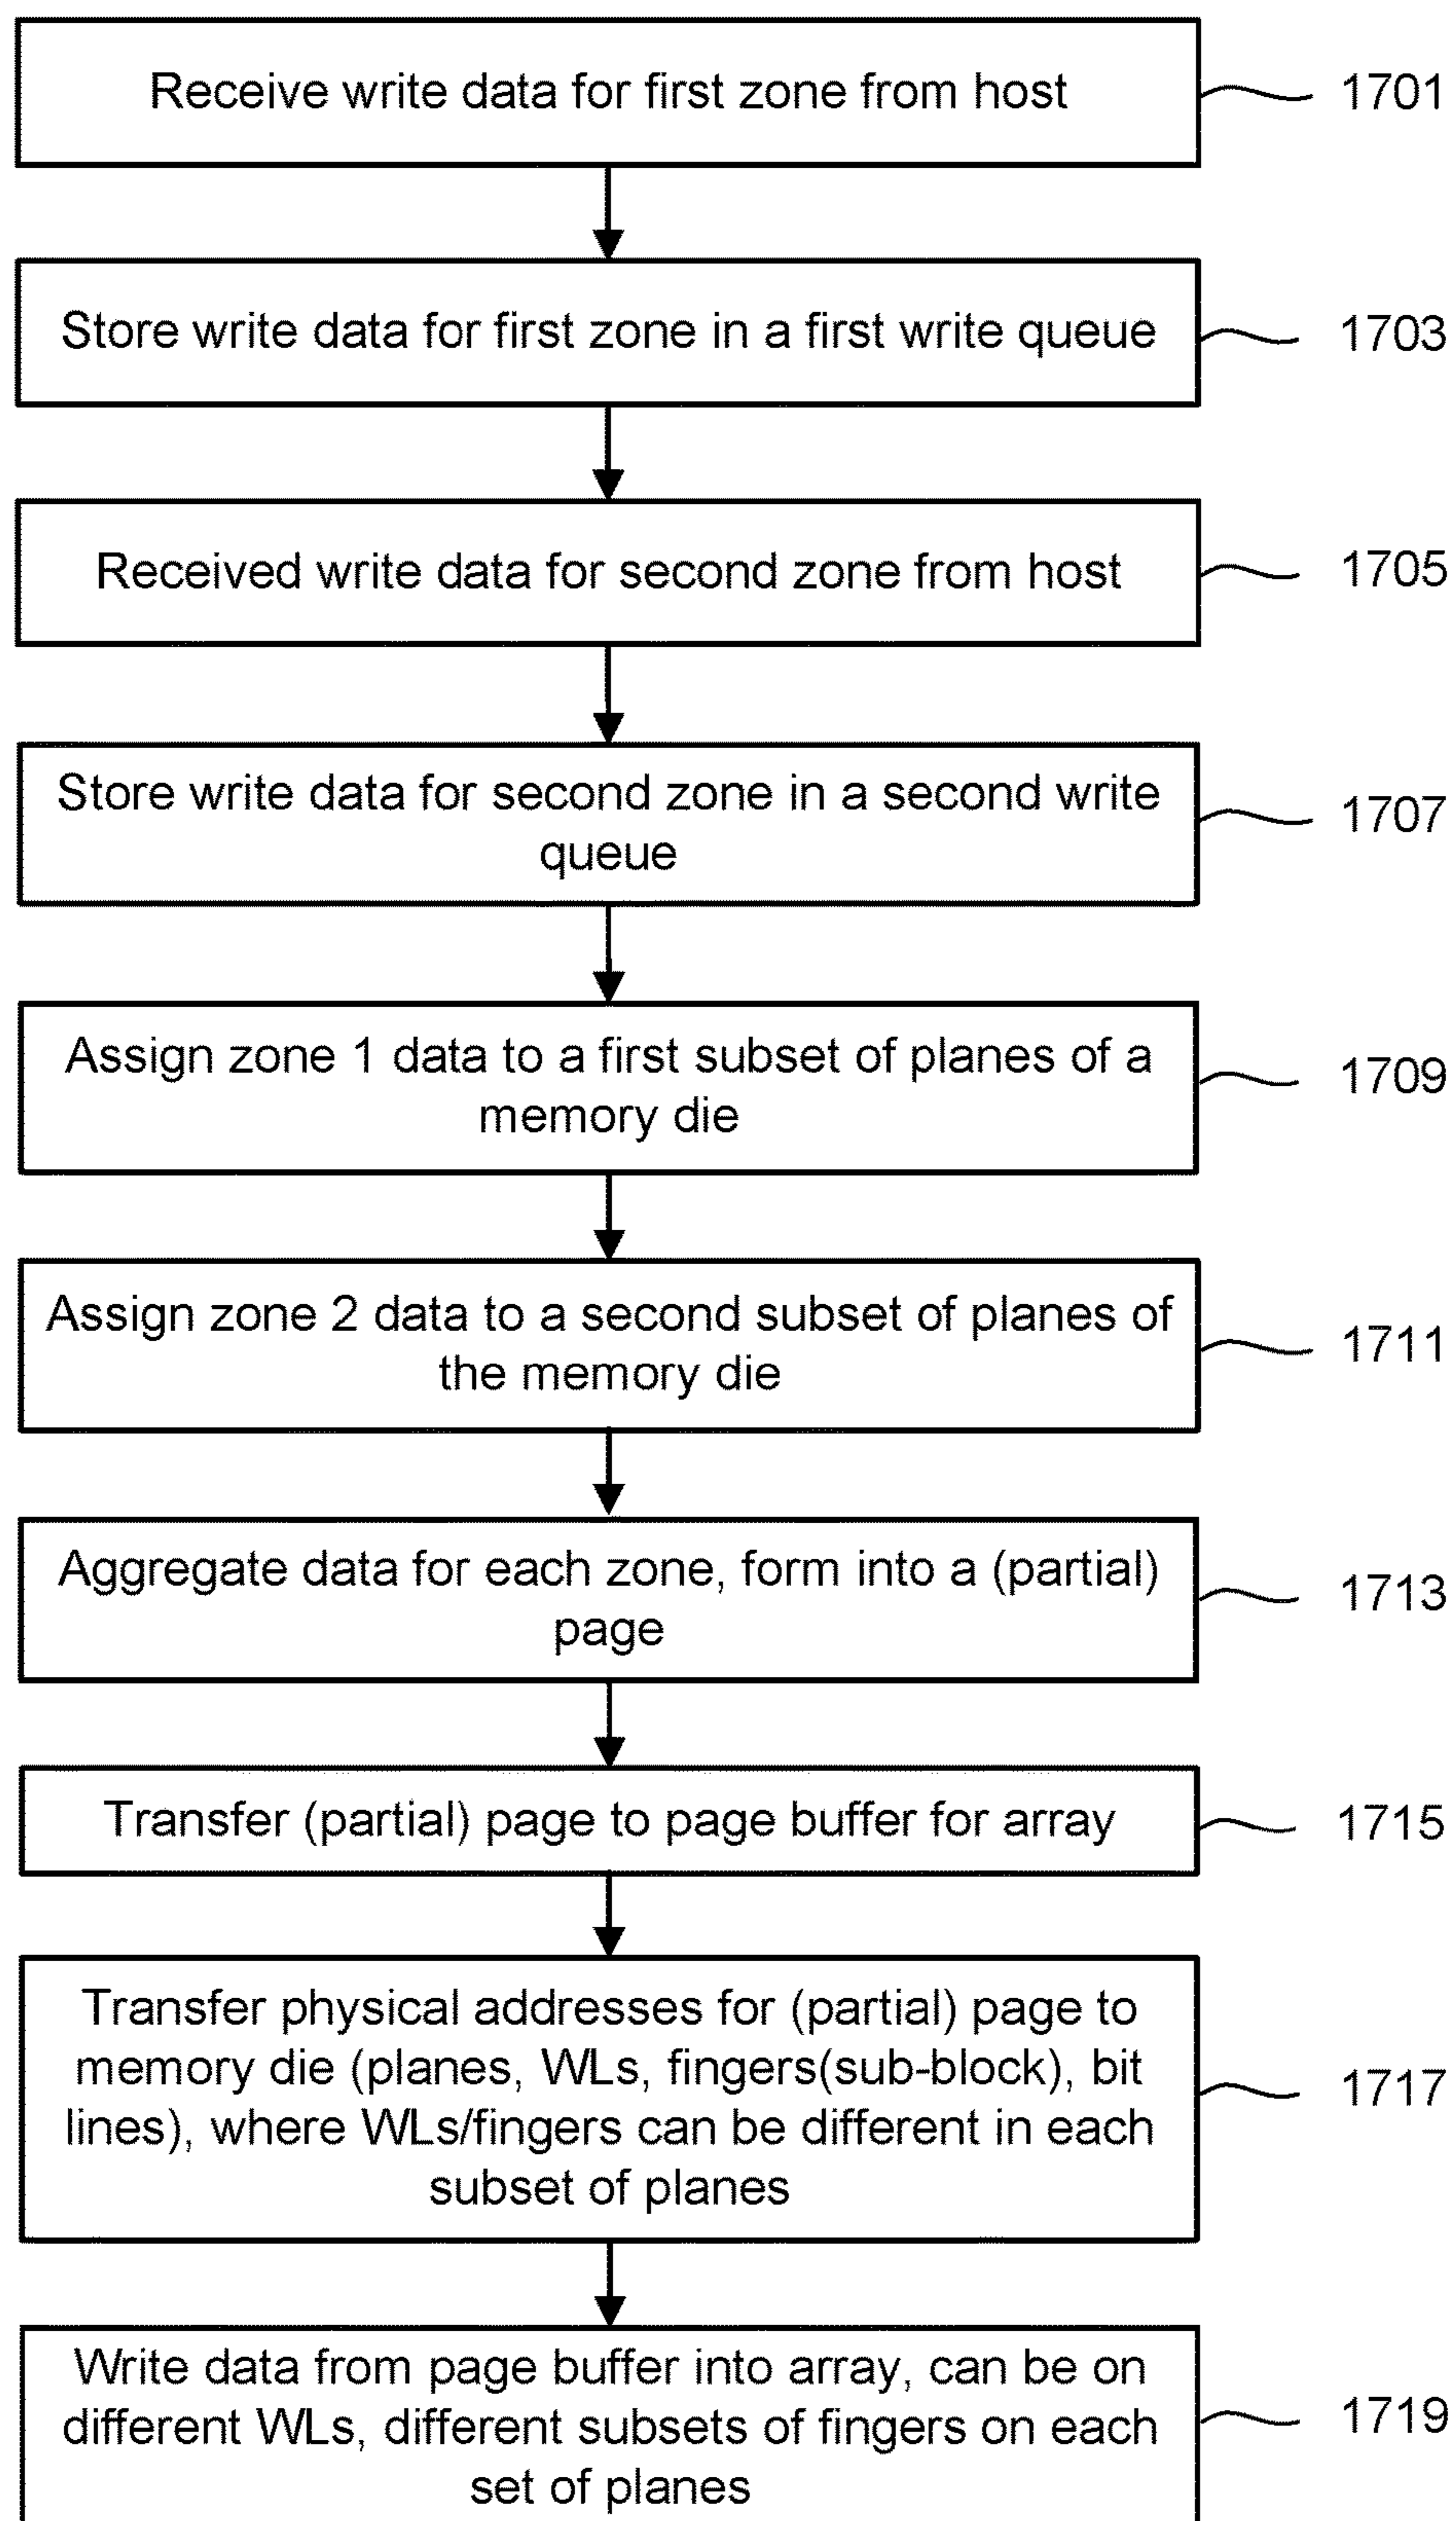 Receive write data for first zone from host
1701
Store write data for first zone in a first write queue
1703
Received write data for second zone from host
1705
Store write data for second zone in a second write
queue
1707
Assign zone 1 data to a first subset of planes of a
memory die
1709
Assign zone 2 data to a second subset of planes of
the memory die
1711
Aggregate data for each zone, form into a (partial)
page
1713
Transfer (partial) page to page buffer for array
1715
Transfer physical addresses for (partial) page to
memory die (planes, WLs, fingers(sub-block), bit
lines), where WLs/fingers can be different in each
subset of planes
1717
Write data from page buffer into array, can be on
different WLs, different subsets of fingers on each
set of planes
1719